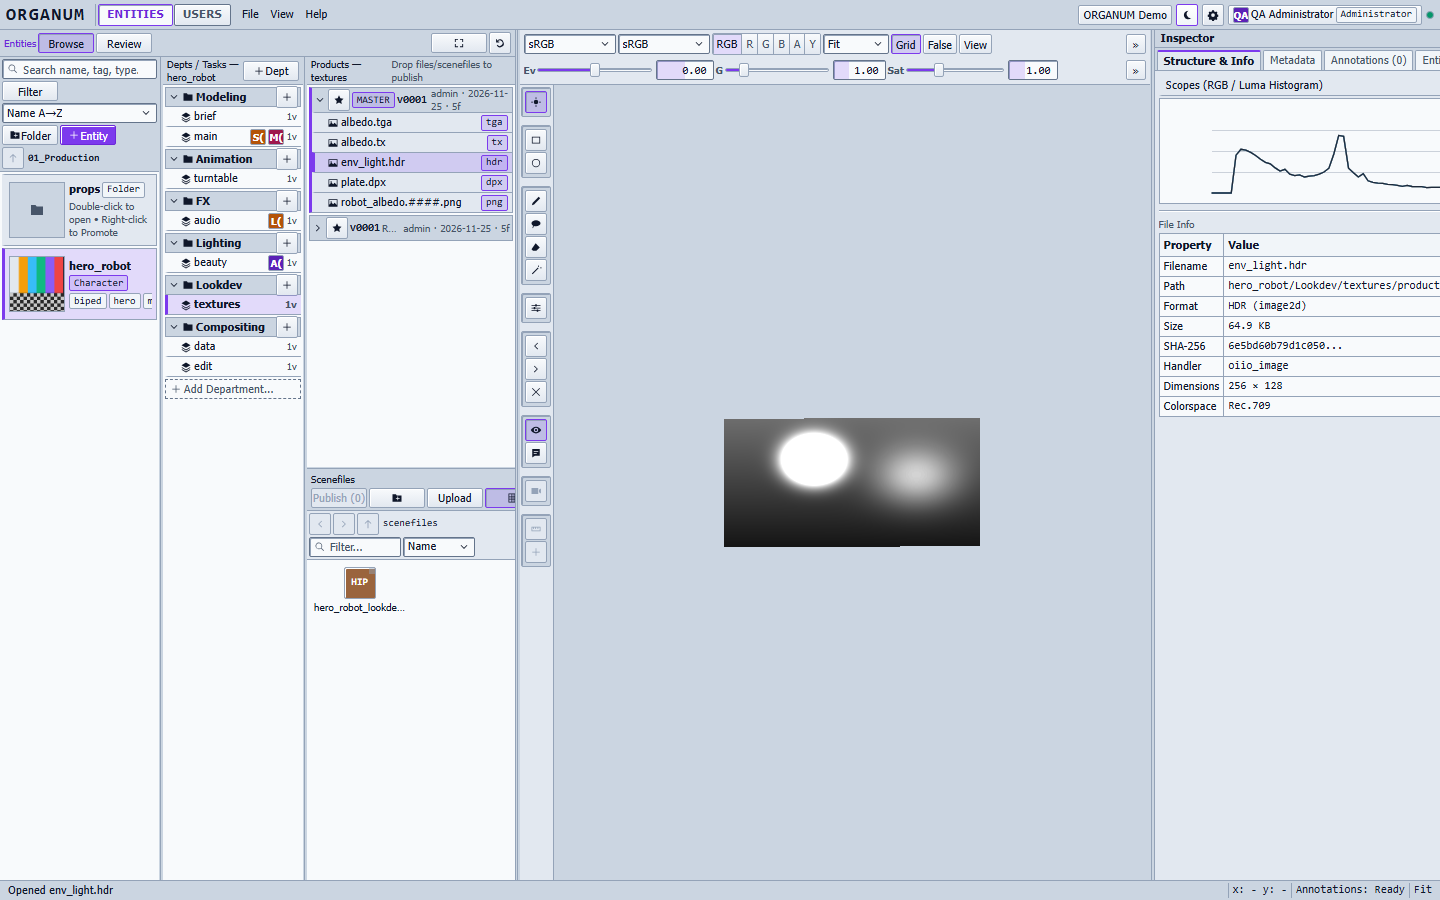 ORGANUM ENTITIES USERS File View Help ORGANUM Demo QA QA Administrator Administrator
Entities Browse Review
Search name, tag, type.
Filter
Name A→Z
Folder + Entity
01_Production
props Folder
Double-click to
open • Right-click
to Promote
hero_robot
Character
biped hero
Depts / Tasks —
hero_robot
+ Dept
Modeling
brief 1v
main S( M( 1v
Animation
turntable 1v
FX
audio L( 1v
Lighting
beauty A( 1v
Lookdev
textures 1v
Compositing
data 1v
edit 1v
+ Add Department...
Products —
textures
Drop files/scenefiles to
publish
MASTER v0001 admin · 2026-11-
25 · 5f
albedo.tga tga
albedo.tx tx
env_light.hdr hdr
plate.dpx dpx
robot_albedo.####.png png
v0001 R... admin · 2026-11-25 · 5f
Scenefiles
Publish (0) Upload
scenefiles
Filter... Name
HIP
hero_robot_lookde...
sRGB sRGB RGB R G B A Y Fit Grid False View »
Ev 0.00 G 1.00 Sat 1.00 »
Inspector
Structure & Info Metadata Annotations (0) Enti
Scopes (RGB / Luma Histogram)
File Info
Property Value
Filename env_light.hdr
Path hero_robot/Lookdev/textures/product
Format HDR (image2d)
Size 64.9 KB
SHA-256 6e5bd60b79d1c050...
Handler oiio_image
Dimensions 256 × 128
Colorspace Rec.709
Opened env_light.hdr x: - y: - Annotations: Ready Fit